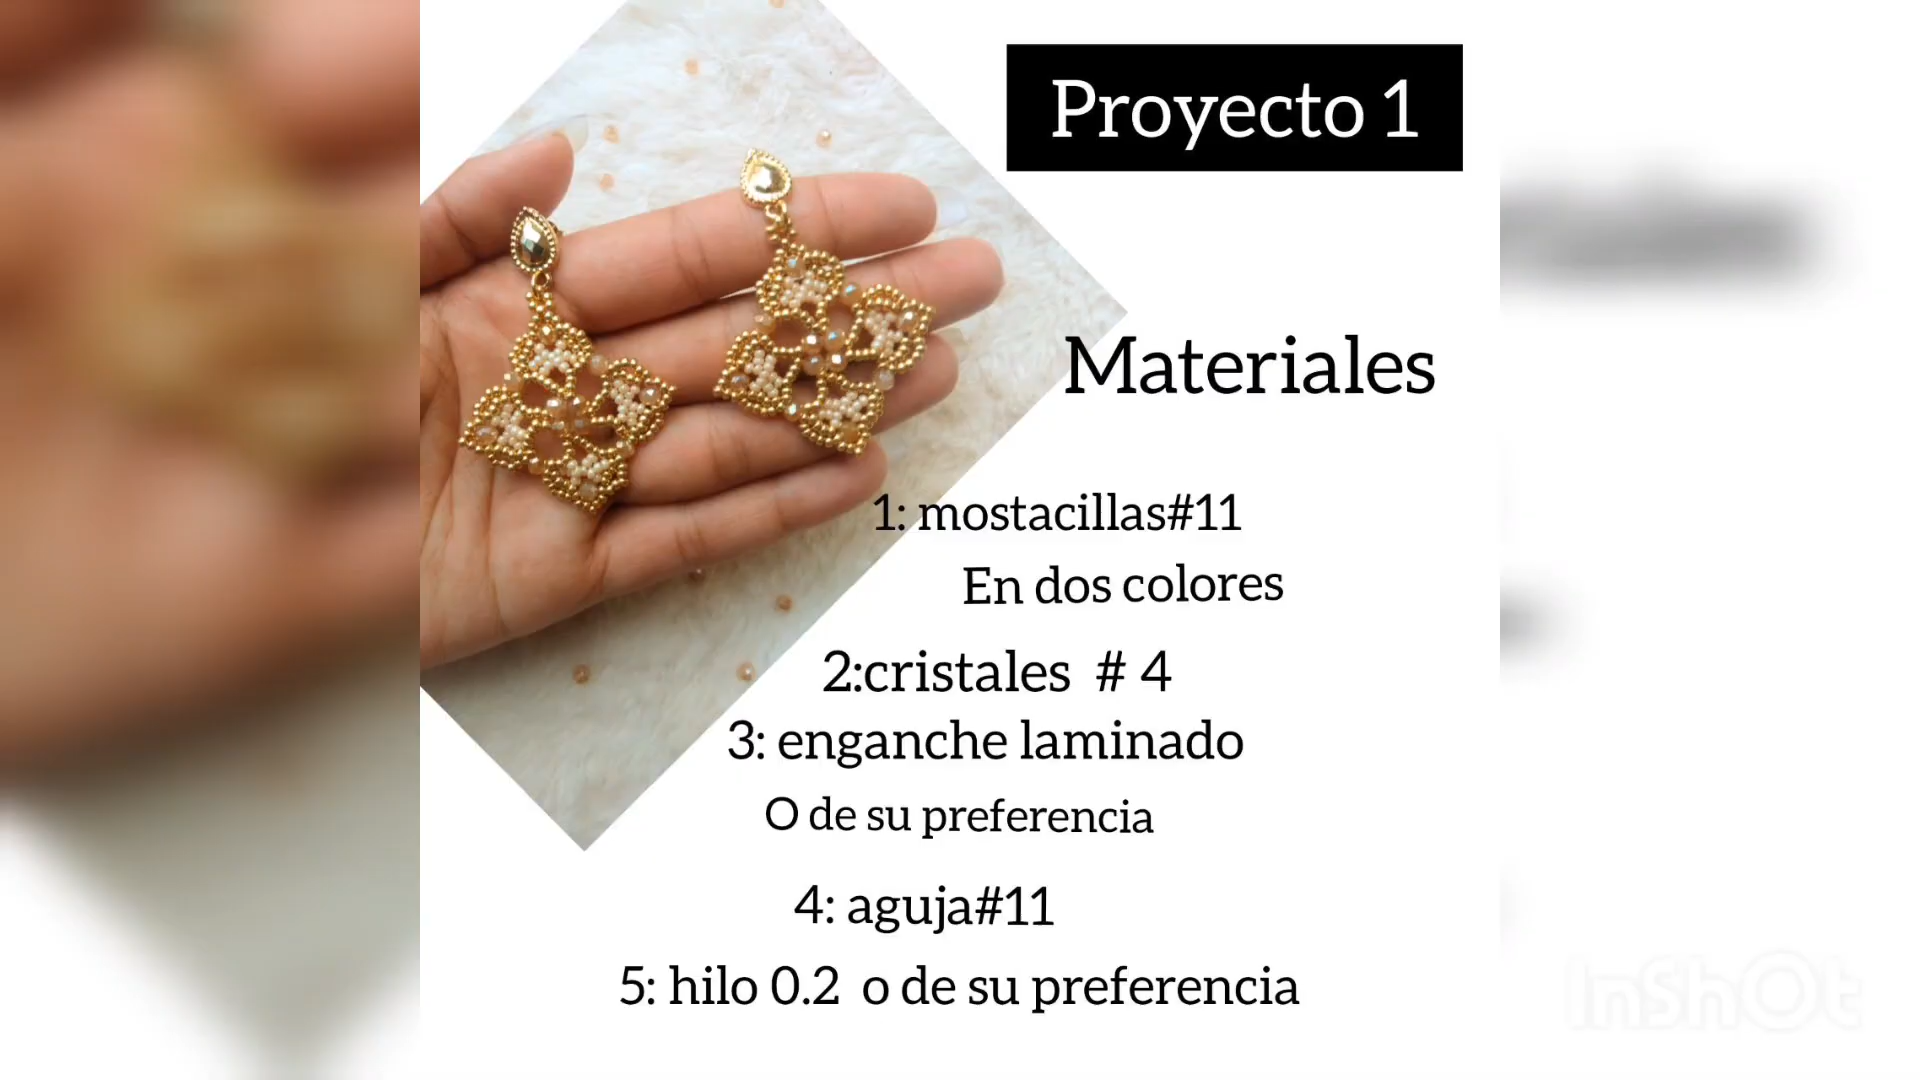 Proyecto 1
Materiales
1: mostacillas#11
En dos colores
2:cristales # 4
3: enganche laminado
O de su preferencia
4: aguja#11
5: hilo 0.2 o de su preferencia
InShOt